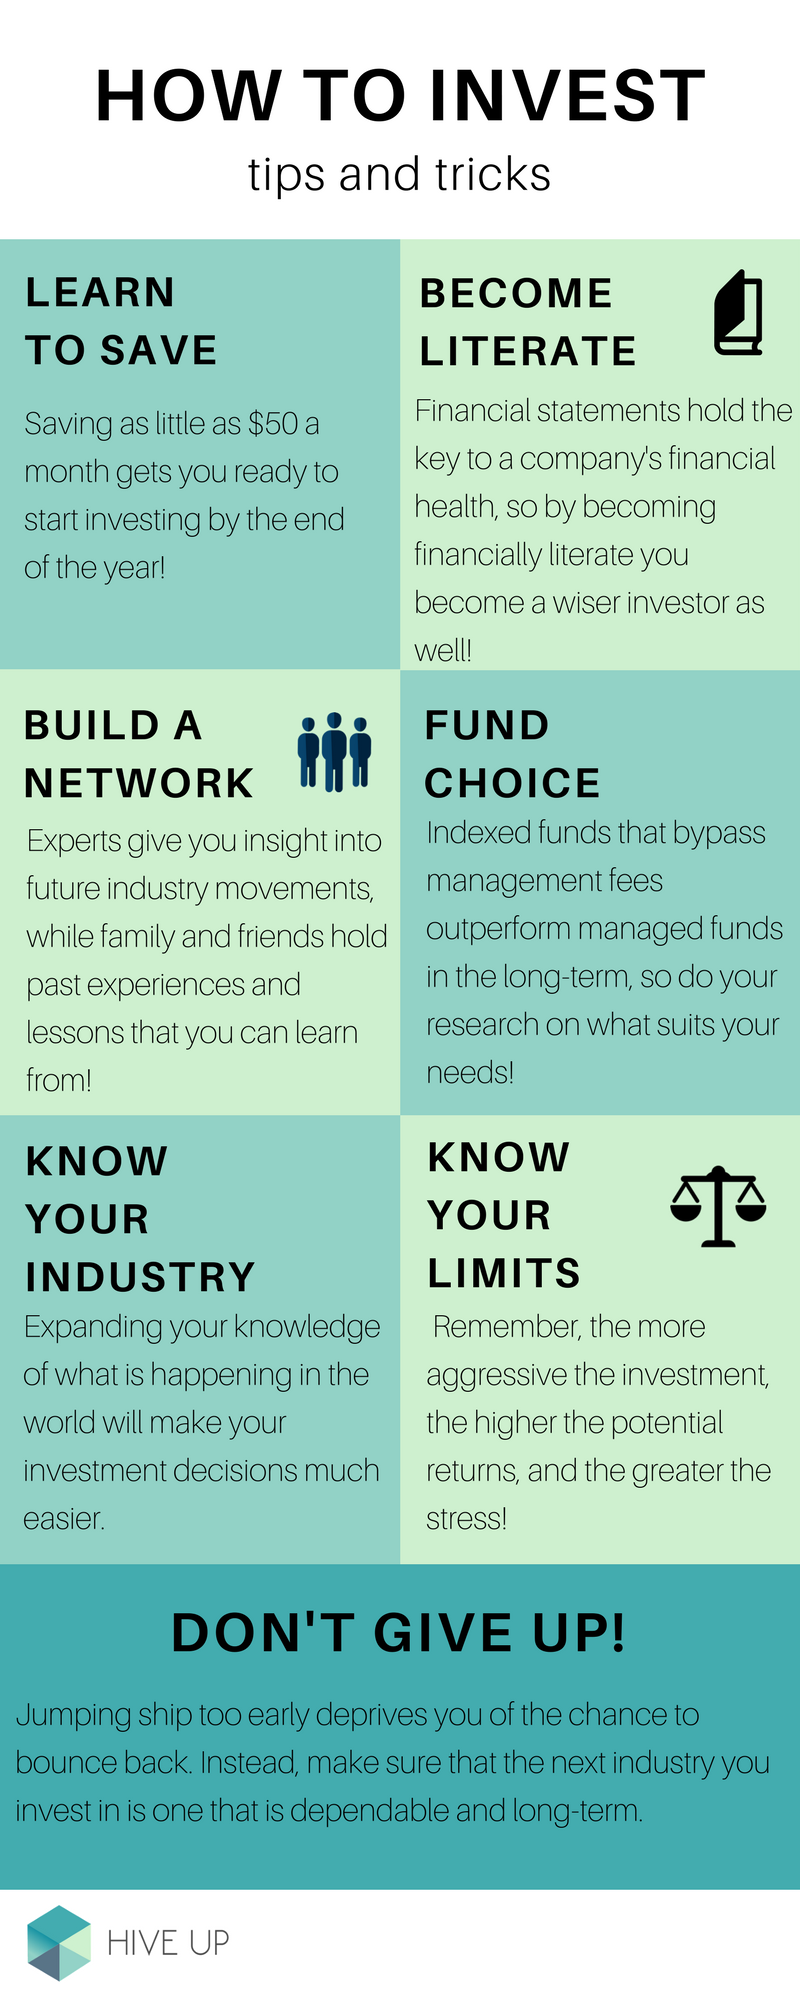 HOW TO INVEST
tips and tricks
LEARN
TO SAVE
Saving as little as $50 a
month gets you ready to
start investing by the end
of the year!
BECOME
LITERATE
Financial statements hold the
key to a company's financial
health, so by becoming
financially literate you
become a wiser investor as
well!
BUILD A
NETWORK
Experts give you insight into
future industry movements,
while family and friends hold
past experiences and
lessons that you can learn
from!
FUND
CHOICE
Indexed funds that bypass
management fees
outperform managed funds
in the long-term, so do your
research on what suits your
needs!
KNOW
YOUR
INDUSTRY
Expanding your knowledge
of what is happening in the
world will make your
investment decisions much
easier.
KNOW
YOUR
LIMITS
Remember, the more
aggressive the investment,
the higher the potential
returns, and the greater the
stress!
DON'T GIVE UP!
Jumping ship too early deprives you of the chance to
bounce back. Instead, make sure that the next industry you
invest in is one that is dependable and long-term.
HIVE UP